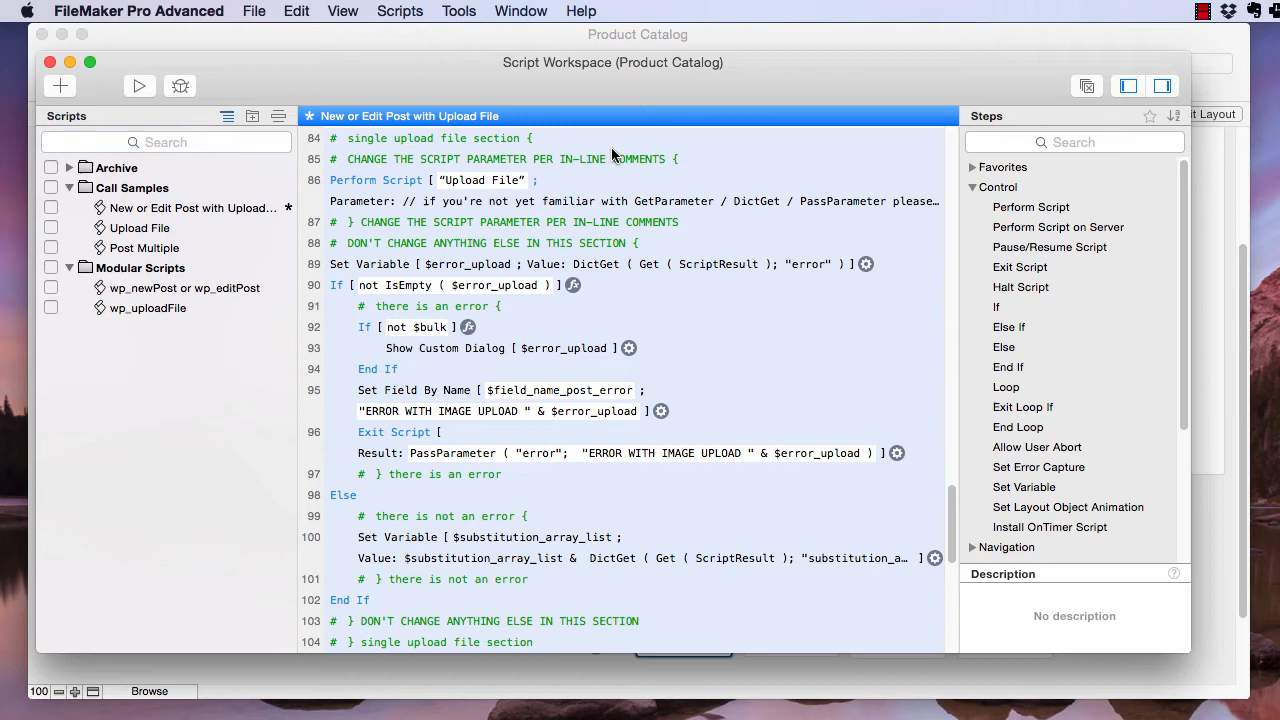 FileMaker Pro Advanced File Edit View Scripts Tools Window Help
Product Catalog
Script Workspace (Product Catalog)
it Layout
Scripts
Search
Archive
Call Samples
New or Edit Post with Upload... *
Upload File
Post Multiple
Modular Scripts
wp_newPost or wp_editPost
wp_uploadFile
* New or Edit Post with Upload File
84 # single upload file section {
85 # CHANGE THE SCRIPT PARAMETER PER IN-LINE COMMENTS {
86 Perform Script [ “Upload File” ;
Parameter: // if you're not yet familiar with GetParameter / DictGet / PassParameter please…
87 # } CHANGE THE SCRIPT PARAMETER PER IN-LINE COMMENTS
88 # DON'T CHANGE ANYTHING ELSE IN THIS SECTION {
89 Set Variable [ $error_upload ; Value: DictGet ( Get ( ScriptResult ); "error" ) ]
90 If [ not IsEmpty ( $error_upload ) ]
91 # there is an error {
92 If [ not $bulk ]
93 Show Custom Dialog [ $error_upload ]
94 End If
95 Set Field By Name [ $field_name_post_error ;
"ERROR WITH IMAGE UPLOAD " & $error_upload ]
96 Exit Script [
Result: PassParameter ( "error"; "ERROR WITH IMAGE UPLOAD " & $error_upload ) ]
97 # } there is an error
98 Else
99 # there is not an error {
100 Set Variable [ $substitution_array_list ;
Value: $substitution_array_list & DictGet ( Get ( ScriptResult ); "substitution_a… ]
101 # } there is not an error
102 End If
103 # } DON'T CHANGE ANYTHING ELSE IN THIS SECTION
104 # } single upload file section
Steps
Search
Favorites
Control
Perform Script
Perform Script on Server
Pause/Resume Script
Exit Script
Halt Script
If
Else If
Else
End If
Loop
Exit Loop If
End Loop
Allow User Abort
Set Error Capture
Set Variable
Set Layout Object Animation
Install OnTimer Script
Navigation
Description
No description
100 Browse